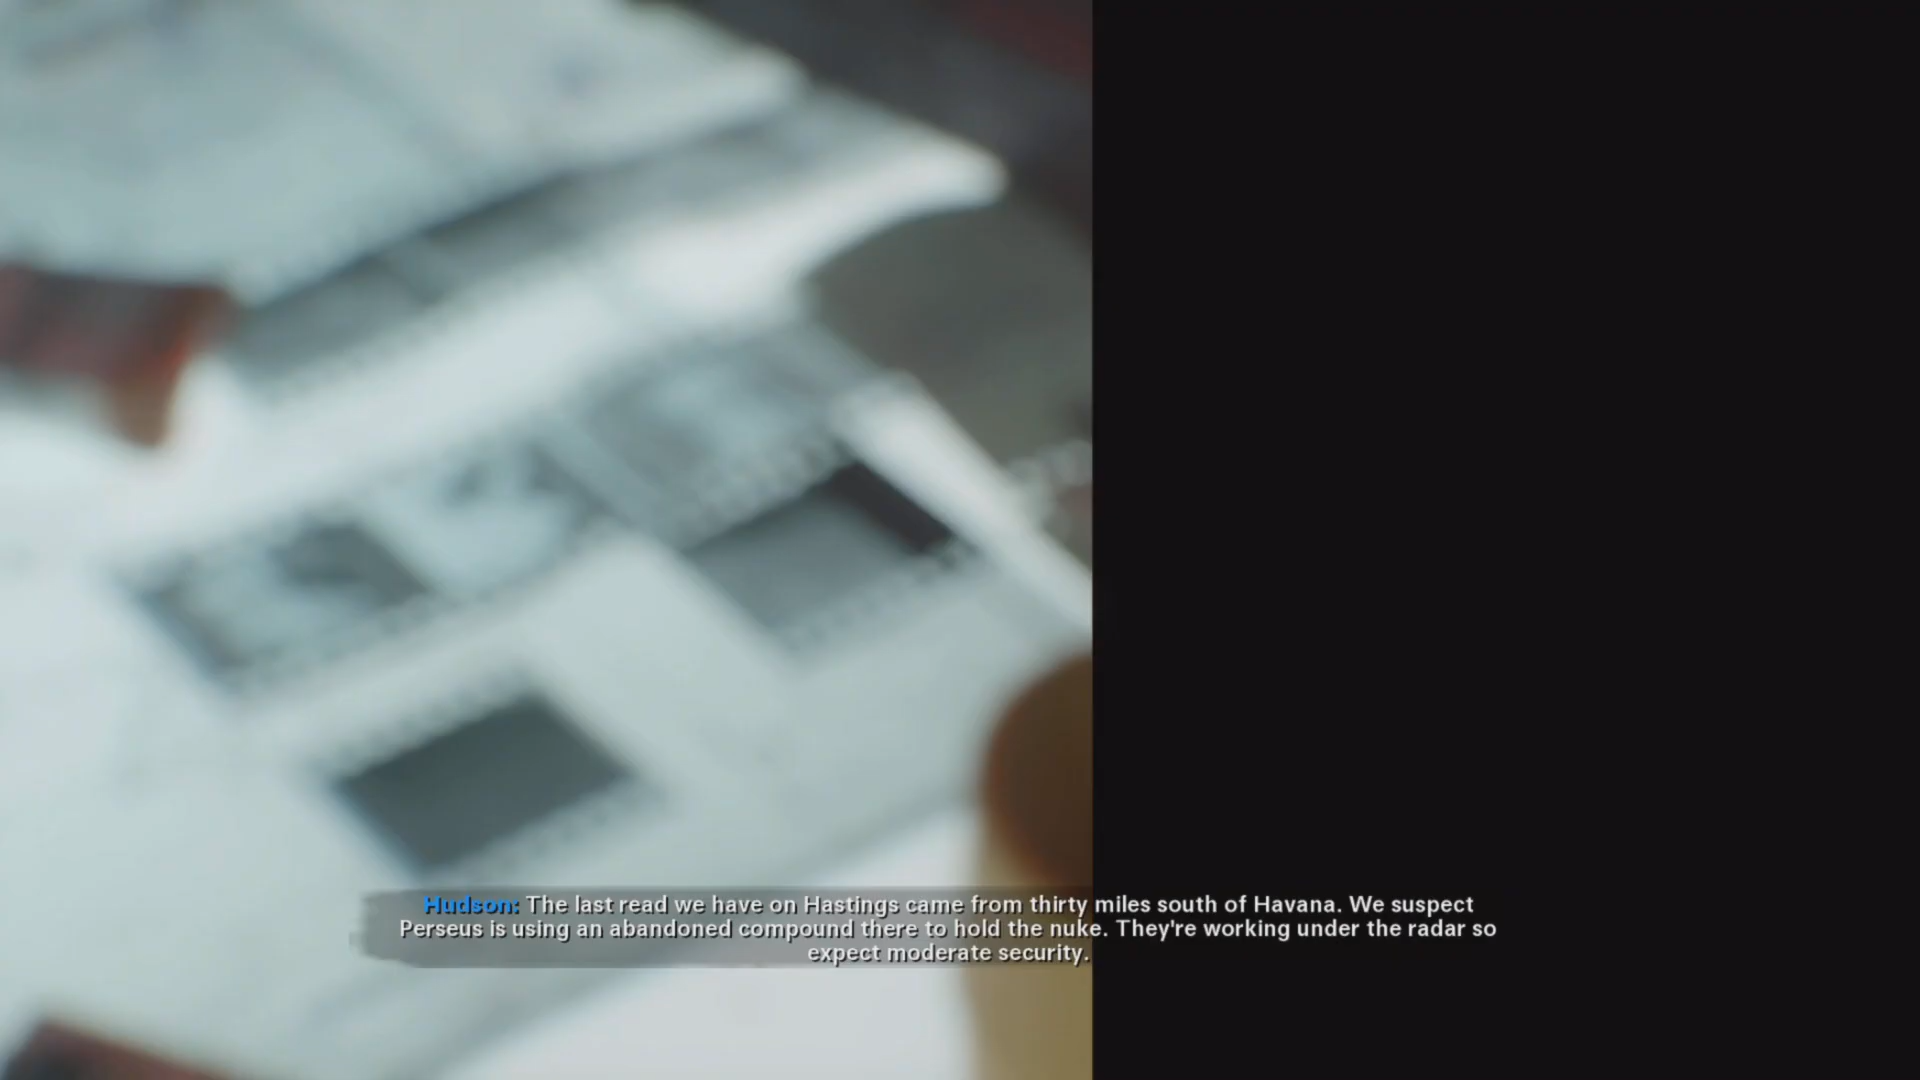 Hudson: The last read we have on Hastings came from thirty miles south of Havana. We suspect
Perseus is using an abandoned compound there to hold the nuke. They're working under the radar so
expect moderate security.